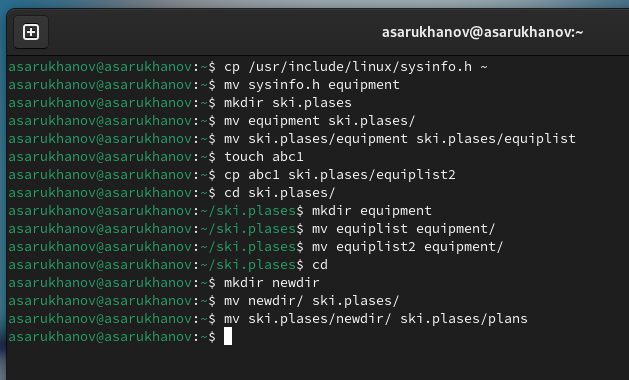 asarukhanov@asarukhanov:~
asarukhanov@asarukhanov:~$ cp /usr/include/linux/sysinfo.h ~
asarukhanov@asarukhanov:~$ mv sysinfo.h equipment
asarukhanov@asarukhanov:~$ mkdir ski.plases
asarukhanov@asarukhanov:~$ mv equipment ski.plases/
asarukhanov@asarukhanov:~$ mv ski.plases/equipment ski.plases/equiplist
asarukhanov@asarukhanov:~$ touch abc1
asarukhanov@asarukhanov:~$ cp abc1 ski.plases/equiplist2
asarukhanov@asarukhanov:~$ cd ski.plases/
asarukhanov@asarukhanov:~/ski.plases$ mkdir equipment
asarukhanov@asarukhanov:~/ski.plases$ mv equiplist equipment/
asarukhanov@asarukhanov:~/ski.plases$ mv equiplist2 equipment/
asarukhanov@asarukhanov:~/ski.plases$ cd
asarukhanov@asarukhanov:~$ mkdir newdir
asarukhanov@asarukhanov:~$ mv newdir/ ski.plases/
asarukhanov@asarukhanov:~$ mv ski.plases/newdir/ ski.plases/plans
asarukhanov@asarukhanov:~$